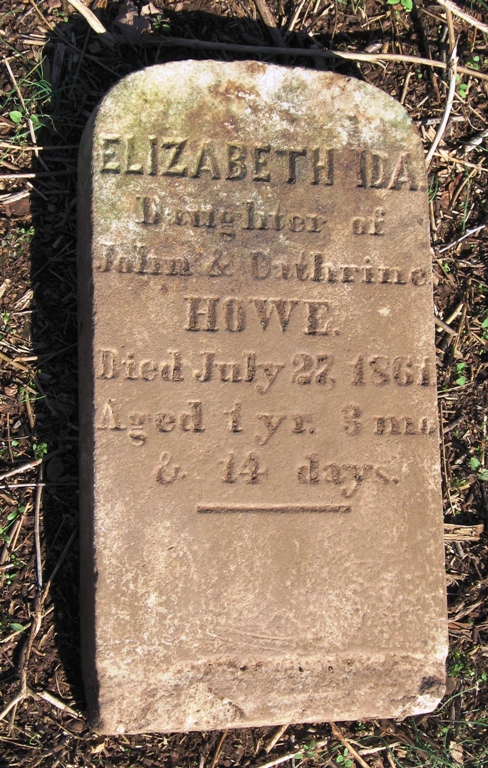 ELIZABETH IDA.
Daughter of
John & Cathrine
HOWE.
Died July 27, 1861
Aged 1 yr. 3 mo.
& 14 days.